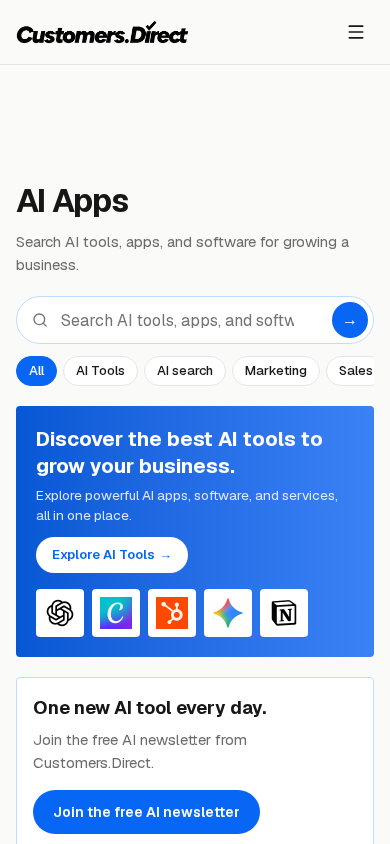 Customers.Direct
AI Apps
Search AI tools, apps, and software for growing a
business.
Search AI tools, apps, and softw
→
All
AI Tools
AI search
Marketing
Sales
Discover the best AI tools to
grow your business.
Explore powerful AI apps, software, and services,
all in one place.
Explore AI Tools →
One new AI tool every day.
Join the free AI newsletter from
Customers.Direct.
Join the free AI newsletter